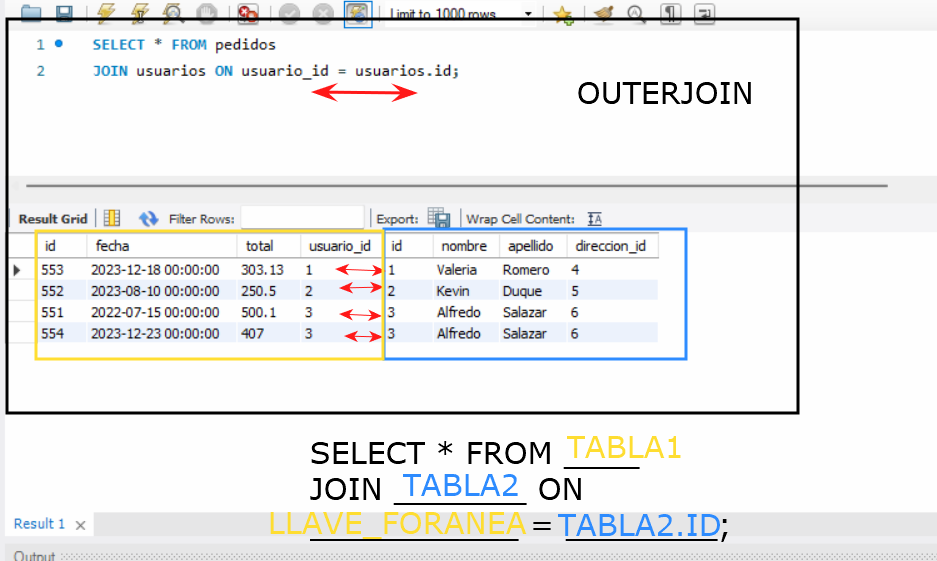 Limit to 1000 rows
1 SELECT * FROM pedidos
2 JOIN usuarios ON usuario_id = usuarios.id;
OUTERJOIN
Result Grid Filter Rows: Export: Wrap Cell Content: IA
id fecha total usuario_id id nombre apellido direccion_id
553 2023-12-18 00:00:00 303.13 1 1 Valeria Romero 4
552 2023-08-10 00:00:00 250.5 2 2 Kevin Duque 5
551 2022-07-15 00:00:00 500.1 3 3 Alfredo Salazar 6
554 2023-12-23 00:00:00 407 3 3 Alfredo Salazar 6
SELECT * FROM TABLA1
JOIN TABLA2 ON
LLAVE_FORANEA = TABLA2.ID;
Result 1
Output